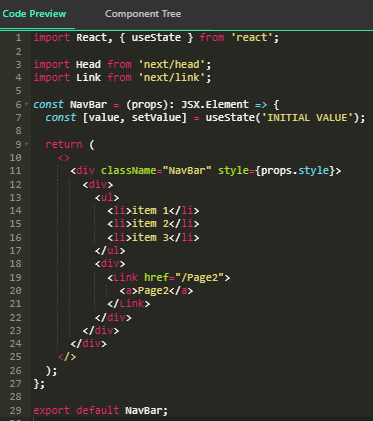 Code Preview Component Tree
1 import React, { useState } from 'react';
2
3 import Head from 'next/head';
4 import Link from 'next/link';
5
6 const NavBar = (props): JSX.Element => {
7 const [value, setValue] = useState('INITIAL VALUE');
8
9 return (
10 <>
11 <div className="NavBar" style={props.style}>
12 <div>
13 <ul>
14 <li>item 1</li>
15 <li>item 2</li>
16 <li>item 3</li>
17 </ul>
18 <div>
19 <Link href="/Page2">
20 <a>Page2</a>
21 </Link>
22 </div>
23 </div>
24 </div>
25 </>
26 );
27 };
28
29 export default NavBar;